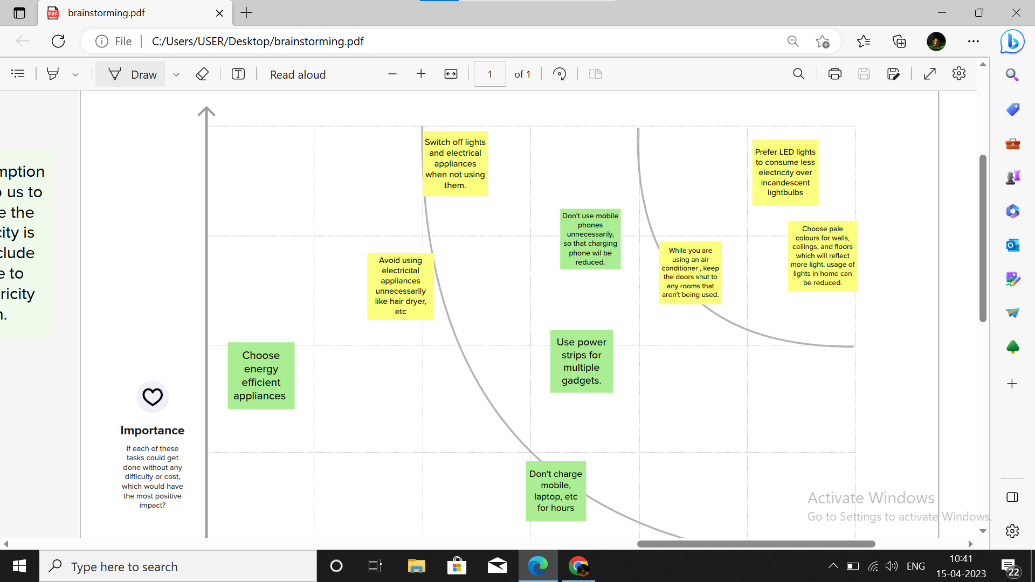 brainstorming.pdf
File
C:/Users/USER/Desktop/brainstorming.pdf
Draw
Read aloud
1
of 1
mption
us to
e the
city is
clude
e to
ricity
n.
Switch off lights
and electrical
appliances
when not using
them.
Prefer LED lights
to consume less
electricity over
incandescent
lightbulbs
Don't use mobile
phones
unnecessarily,
so that charging
phone wil be
reduced.
Choose pale
colours for walls,
ceilings, and floors
which will reflect
more light, usage of
lights in home can
be reduced.
While you are
using an air
conditioner , keep
the doors shut to
any rooms that
aren't being used.
Avoid using
electricital
appliances
unnecessarily
like hair dryer,
etc
Choose
energy
efficient
appliances
Use power
strips for
multiple
gadgets.
Importance
If each of these
tasks could get
done without any
difficulty or cost,
which would have
the most positive
impact?
Don't charge
mobile,
laptop, etc
for hours
Activate Windows
Go to Settings to activate Windows.
Type here to search
ENG
10:41
15-04-2023
22